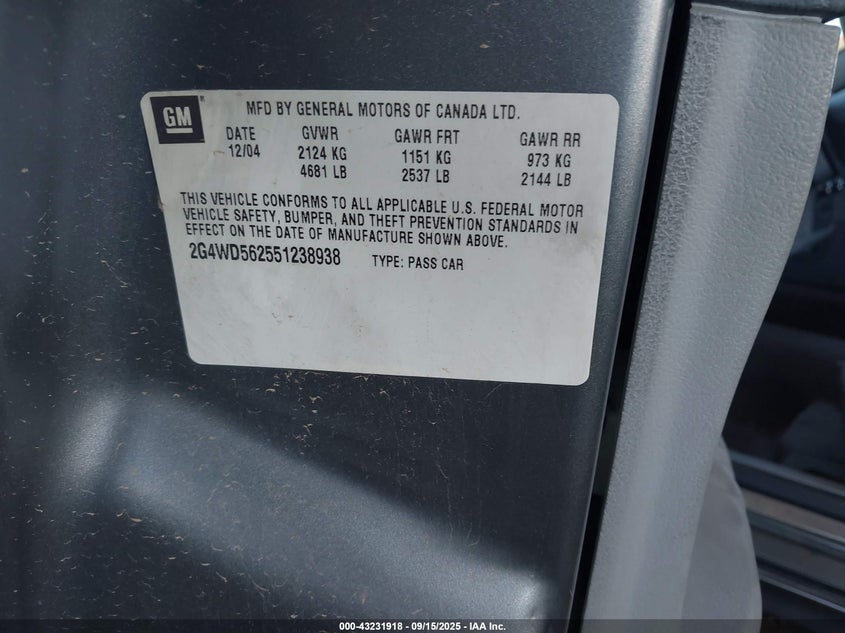 GM
MFD BY GENERAL MOTORS OF CANADA LTD.
DATE GVWR GAWR FRT GAWR RR
12/04 2124 KG 1151 KG 973 KG
4681 LB 2537 LB 2144 LB
THIS VEHICLE CONFORMS TO ALL APPLICABLE U.S. FEDERAL MOTOR
VEHICLE SAFETY, BUMPER, AND THEFT PREVENTION STANDARDS IN
EFFECT ON THE DATE OF MANUFACTURE SHOWN ABOVE.
2G4WD562551238938 TYPE: PASS CAR
000-43231918 - 09/15/2025 - IAA Inc.